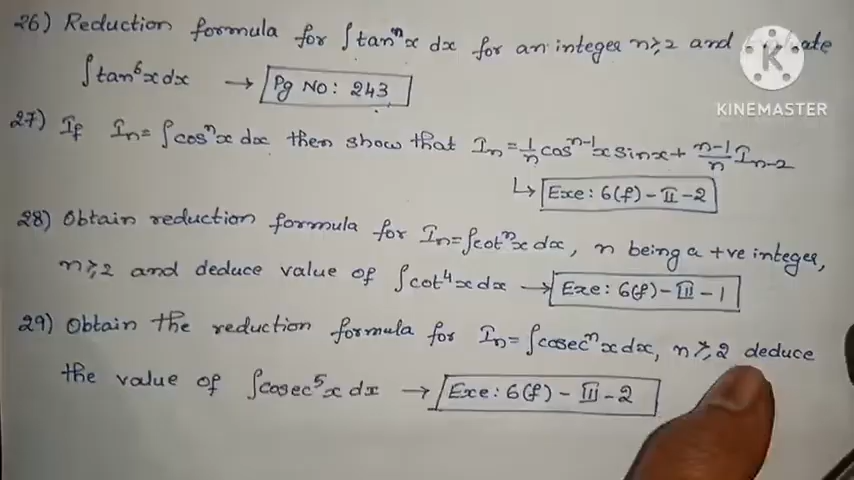 26) Reduction formula for ∫tanⁿx dx for an integer n≥2 and
∫tan⁶x dx → Pg No: 243
KINEMASTER
27) If Iₙ = ∫cosⁿx dx then show that Iₙ = 1/n cosⁿ⁻¹x sinx + n-1/n Iₙ₋₂
↳ Exe: 6(f) - II - 2
28) Obtain reduction formula for Iₙ = ∫cotⁿx dx, n being a +ve integer,
n≥2 and deduce value of ∫cot⁴x dx → Exe: 6(f) - III - 1
29) Obtain the reduction formula for Iₙ = ∫cosecⁿx dx, n≥2 deduce
the value of ∫cosec⁵x dx → Exe: 6(f) - III - 2